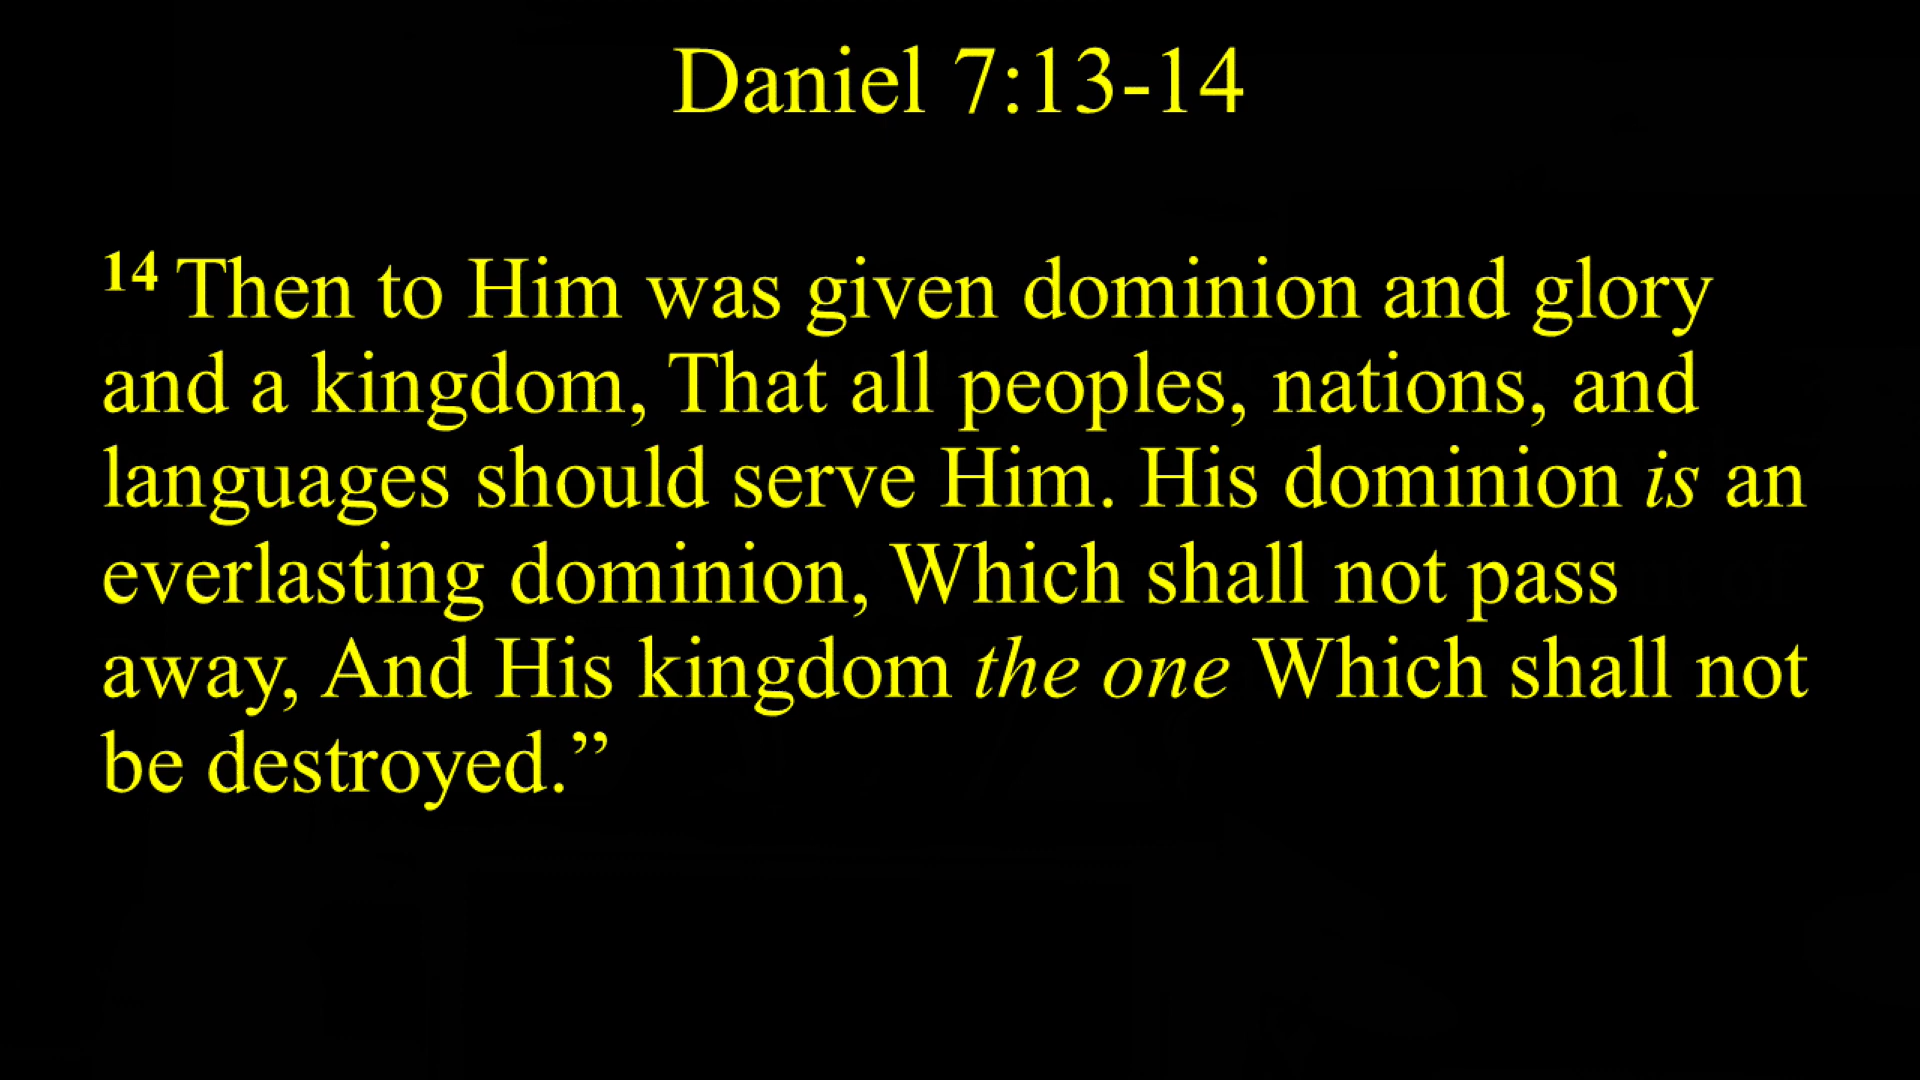 Daniel 7:13-14
14 Then to Him was given dominion and glory
and a kingdom, That all peoples, nations, and
languages should serve Him. His dominion is an
everlasting dominion, Which shall not pass
away, And His kingdom the one Which shall not
be destroyed.”